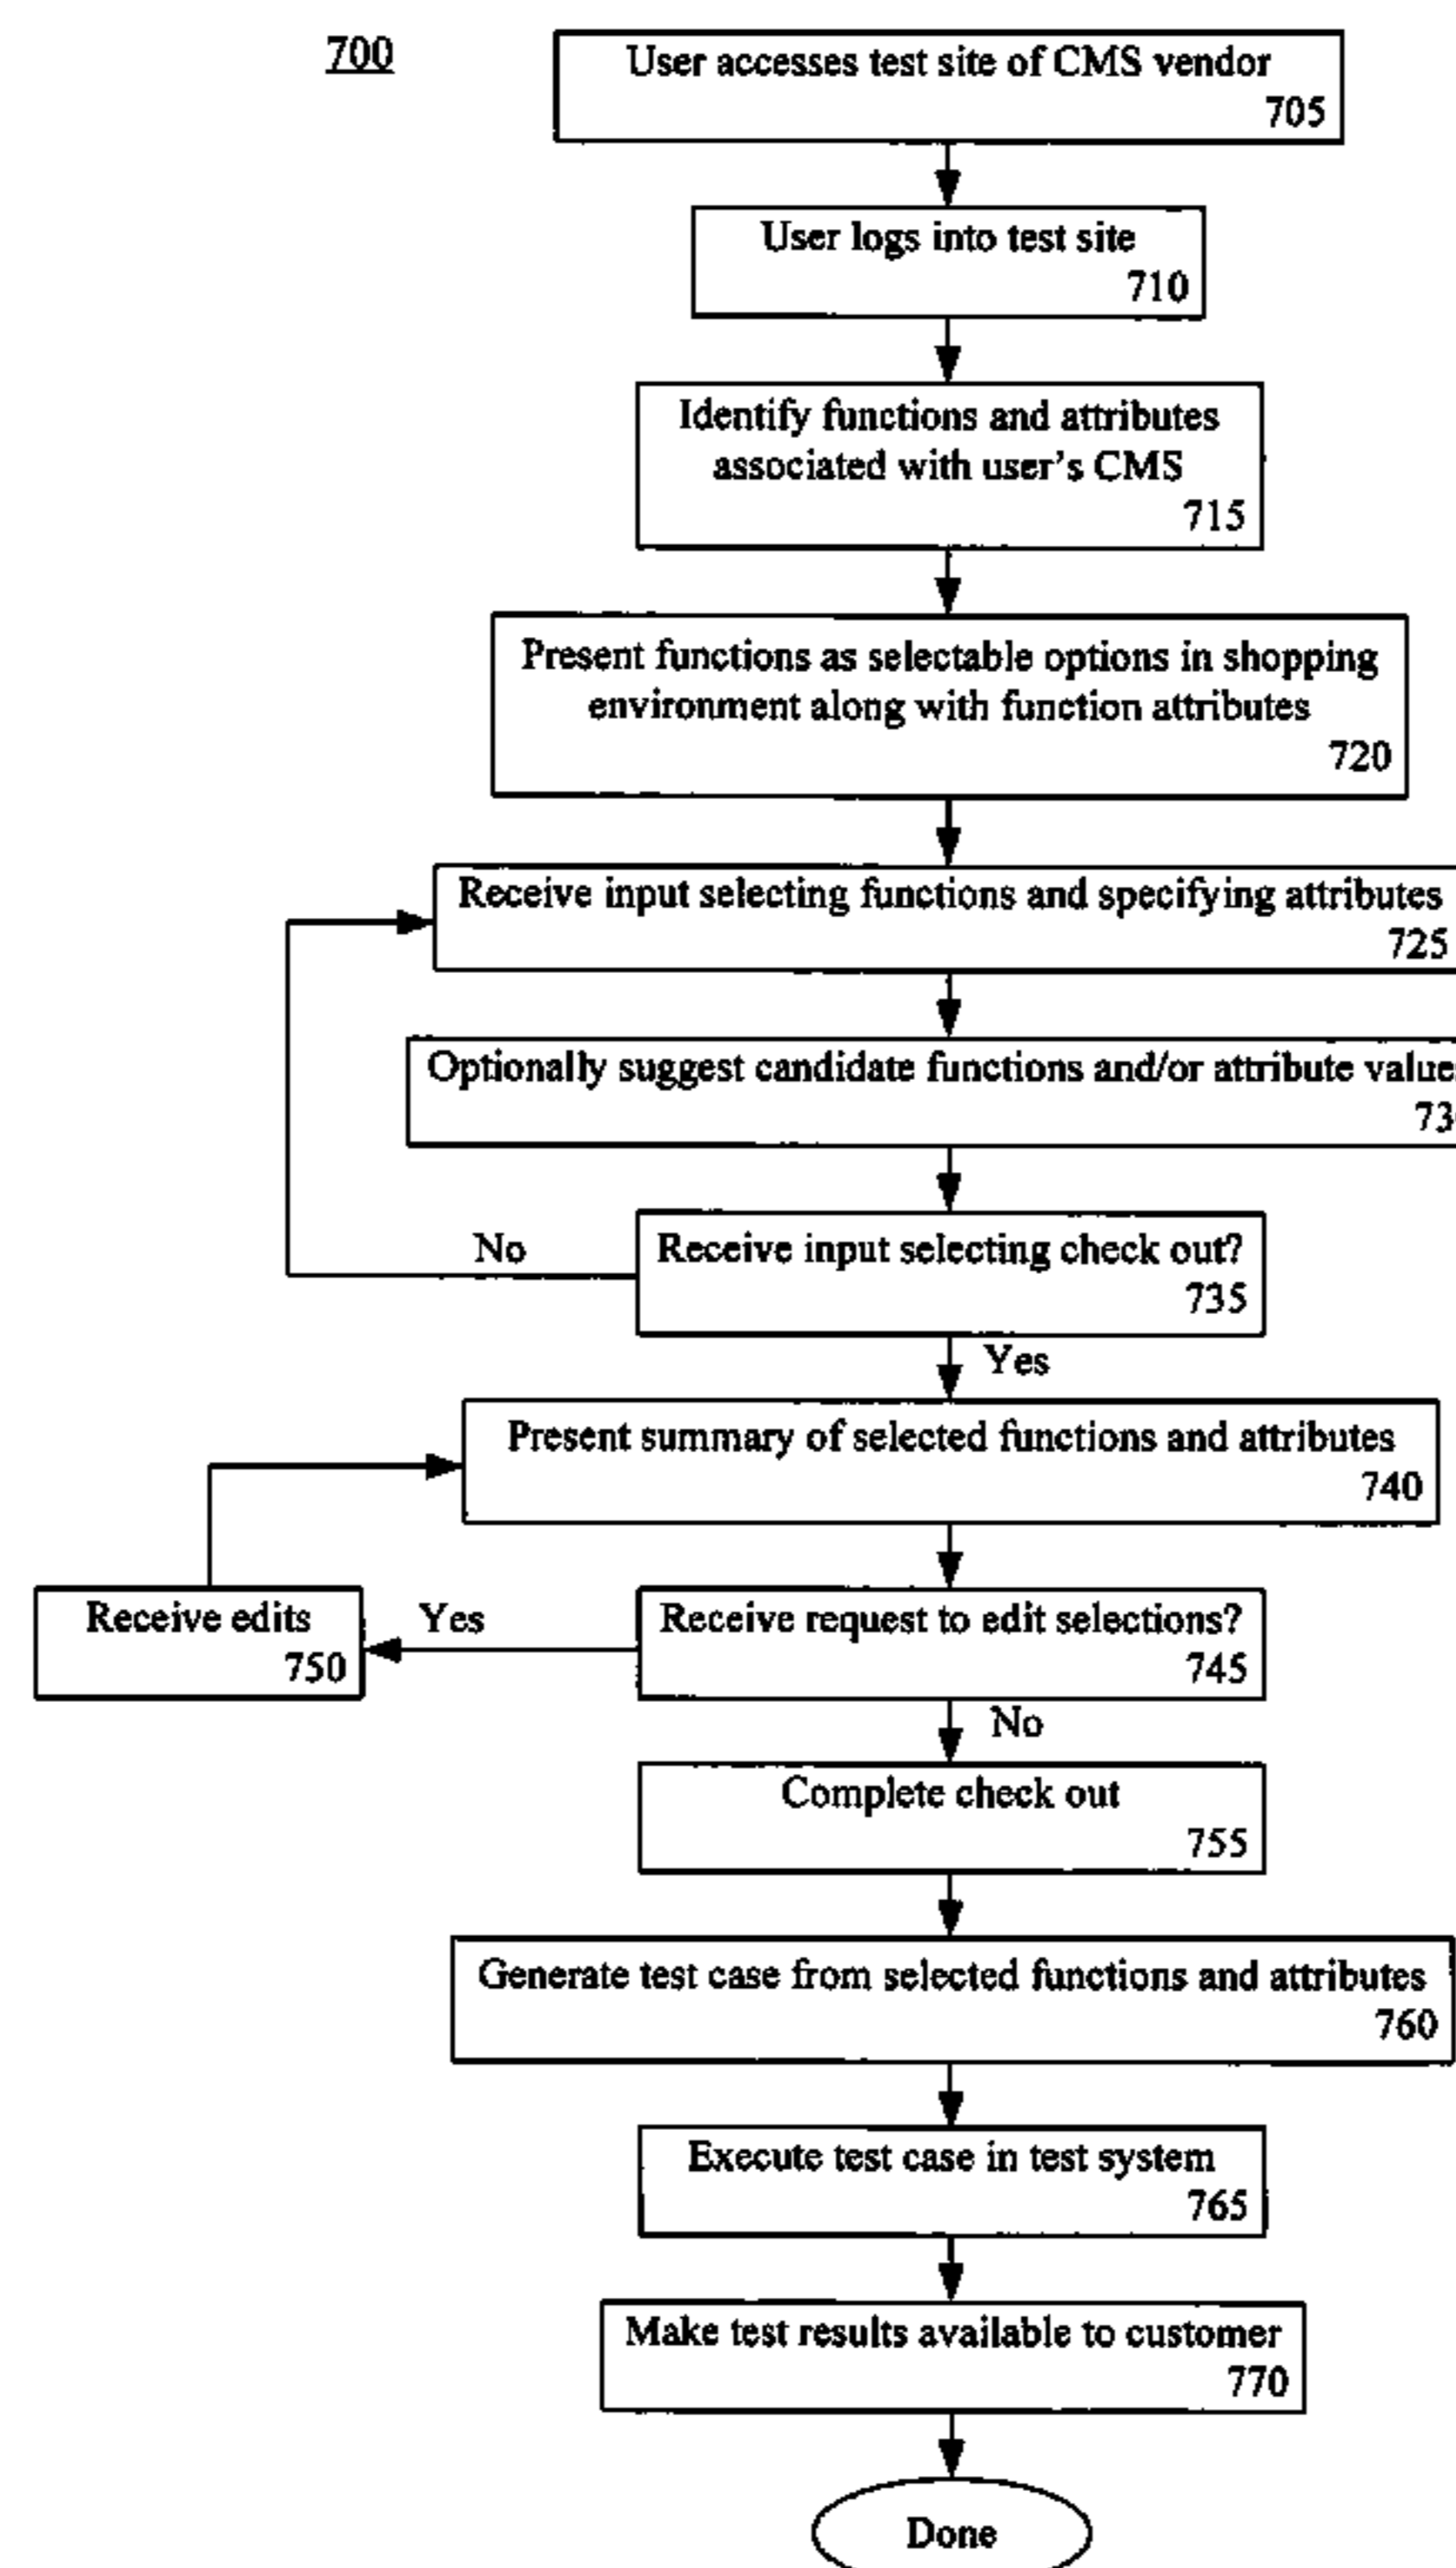 700
User accesses test site of CMS vendor
705
User logs into test site
710
Identify functions and attributes
associated with user's CMS
715
Present functions as selectable options in shopping
environment along with function attributes
720
Receive input selecting functions and specifying attributes
725
Optionally suggest candidate functions and/or attribute value
73
No
Receive input selecting check out?
735
Yes
Present summary of selected functions and attributes
740
Receive edits
750
Yes
Receive request to edit selections?
745
No
Complete check out
755
Generate test case from selected functions and attributes
760
Execute test case in test system
765
Make test results available to customer
770
Done